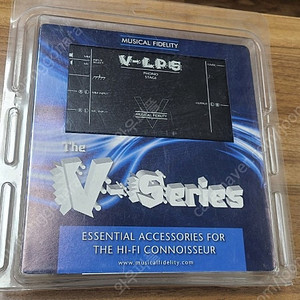 MUSICAL FIDELITY
V-LPS
PHONO
STAGE
MUSICAL FIDELITY
The
V-Series
ESSENTIAL ACCESSORIES FOR
THE HI-FI CONNOISSEUR
www.musicalfidelity.com